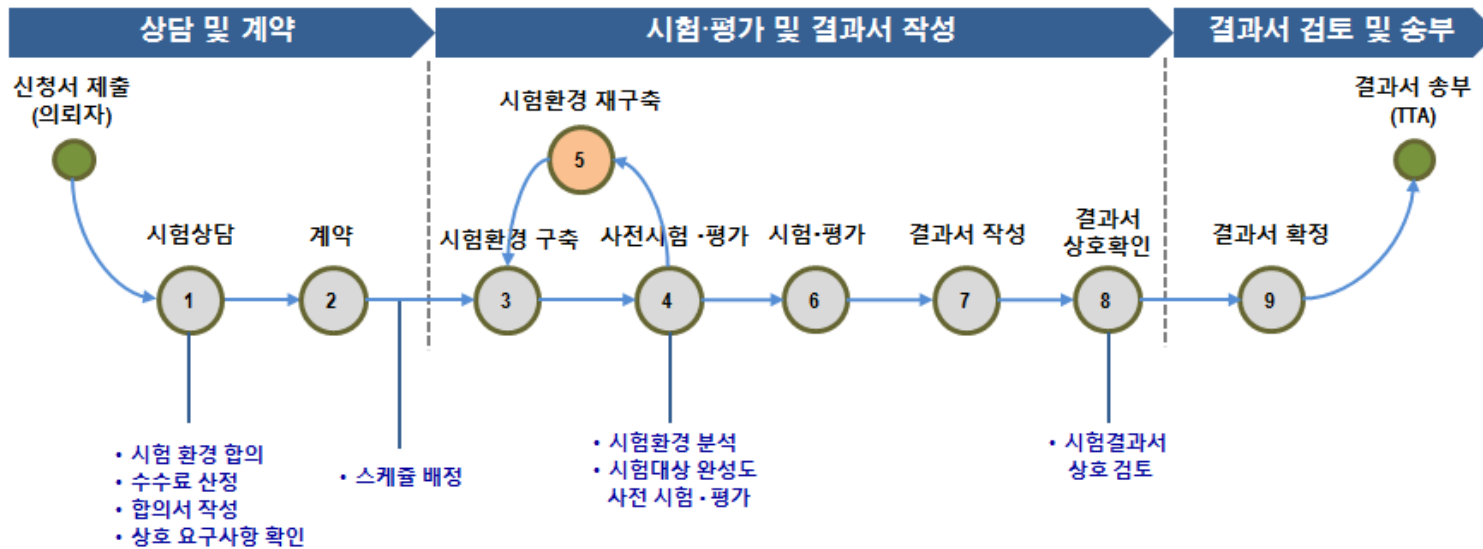 상담 및 계약
시험·평가 및 결과서 작성
결과서 검토 및 송부
신청서 제출
(의뢰자)
시험환경 재구축
결과서 송부
(TTA)
5
시험상담
계약
시험환경 구축
사전시험 ·평가
시험·평가
결과서 작성
결과서
상호확인
결과서 확정
1
2
3
4
6
7
8
9
• 시험 환경 합의
• 수수료 산정
• 합의서 작성
• 상호 요구사항 확인
• 스케쥴 배정
• 시험환경 분석
• 시험대상 완성도
사전 시험 · 평가
• 시험결과서
상호 검토